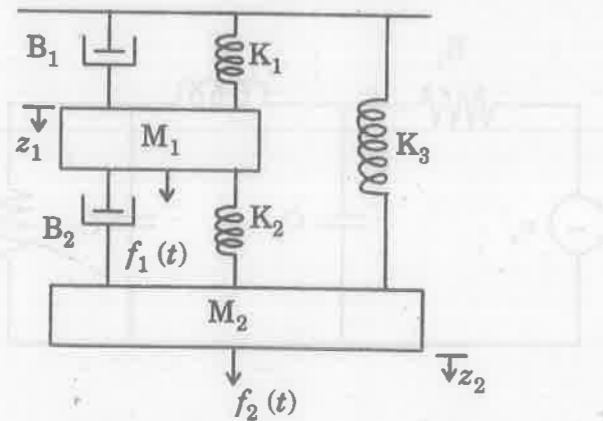 B₁
K₁
z₁
M₁
K₃
B₂
K₂
f₁ (t)
M₂
z₂
f₂ (t)